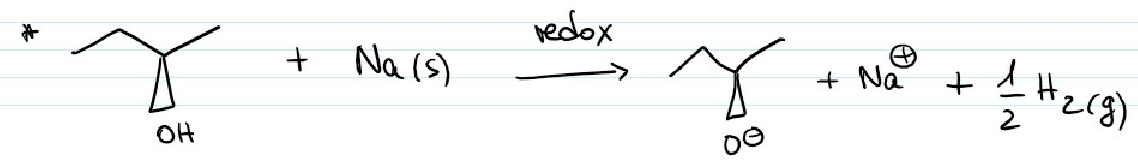 * + Na(s) redox + Na⊕ + 1/2 H2(g)
OH O⊖